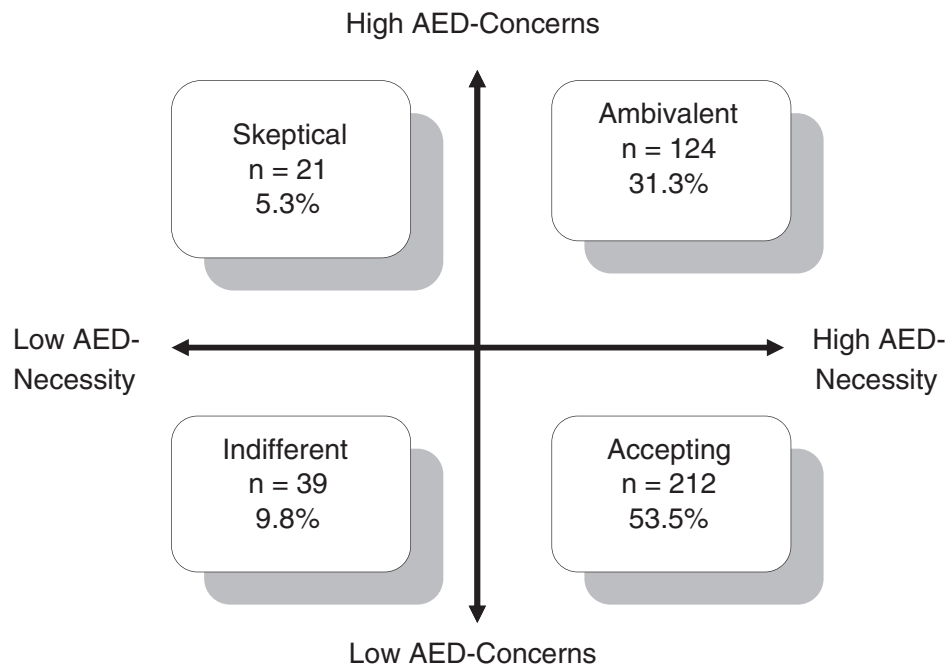 High AED-Concerns
Skeptical
n = 21
5.3%
Ambivalent
n = 124
31.3%
Low AED-
Necessity
High AED-
Necessity
Indifferent
n = 39
9.8%
Accepting
n = 212
53.5%
Low AED-Concerns